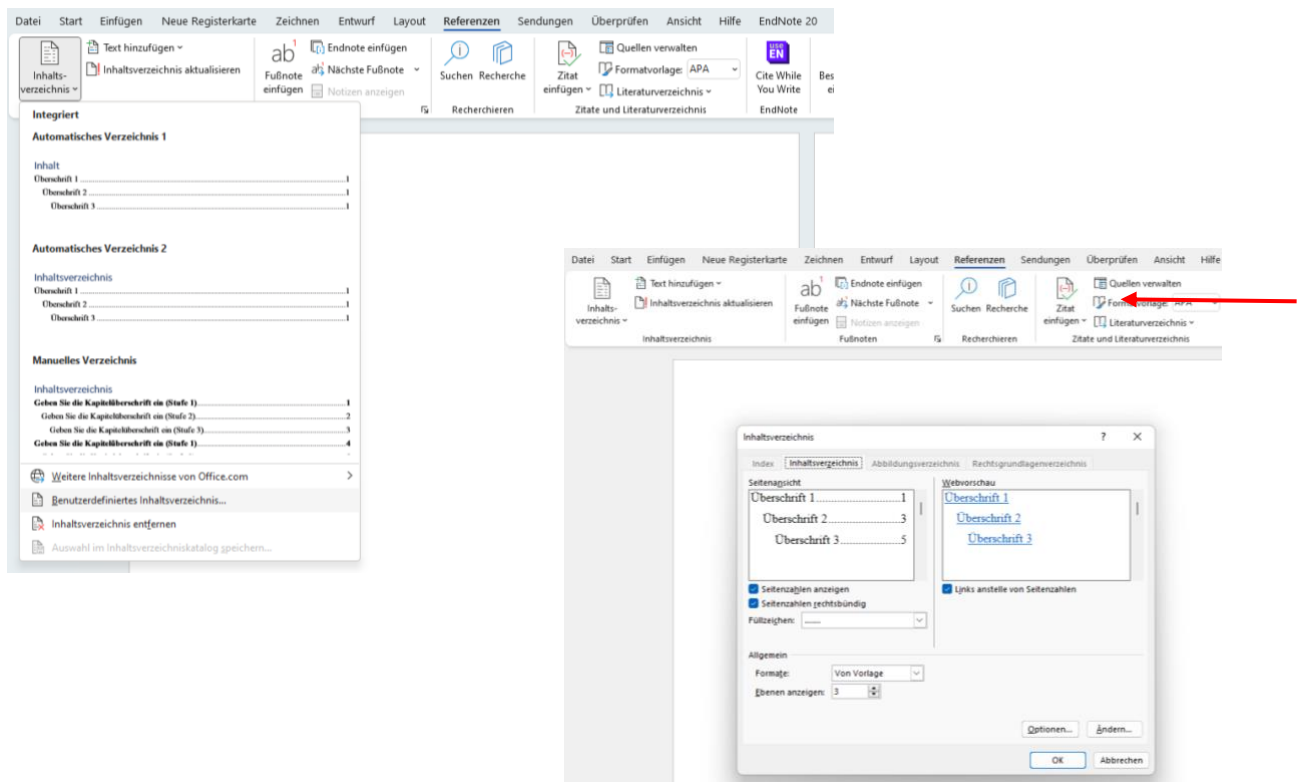 Datei Start Einfügen Neue Registerkarte Zeichnen Entwurf Layout Referenzen Sendungen Überprüfen Ansicht Hilfe EndNote 20
Inhalts-
verzeichnis
Text hinzufügen
Inhaltsverzeichnis aktualisieren
ab1
Fußnote
einfügen
Endnote einfügen
Nächste Fußnote
Notizen anzeigen
Suchen Recherche
Recherchieren
Zitat
einfügen
Quellen verwalten
Formatvorlage: APA
Literaturverzeichnis
Zitate und Literaturverzeichnis
EN
Cite While
You Write
EndNote
Integriert
Automatisches Verzeichnis 1
Inhalt
Überschrift 1 1
Überschrift 2 1
Überschrift 3 1
Automatisches Verzeichnis 2
Inhaltsverzeichnis
Überschrift 1 1
Überschrift 2 1
Überschrift 3 1
Manuelles Verzeichnis
Inhaltsverzeichnis
Geben Sie die Kapitelüberschrift ein (Stufe 1) 1
Geben Sie die Kapitelüberschrift ein (Stufe 2) 2
Geben Sie die Kapitelüberschrift ein (Stufe 3) 3
Geben Sie die Kapitelüberschrift ein (Stufe 1) 4
Weitere Inhaltsverzeichnisse von Office.com
Benutzerdefiniertes Inhaltsverzeichnis...
Inhaltsverzeichnis entfernen
Auswahl im Inhaltsverzeichniskatalog speichern...
Datei Start Einfügen Neue Registerkarte Zeichnen Entwurf Layout Referenzen Sendungen Überprüfen Ansicht Hilfe
Inhalts-
verzeichnis
Text hinzufügen
Inhaltsverzeichnis aktualisieren
Inhaltsverzeichnis
ab1
Fußnote
einfügen
Endnote einfügen
Nächste Fußnote
Notizen anzeigen
Fußnoten
Suchen Recherche
Recherchieren
Zitat
einfügen
Quellen verwalten
Formatvorlage: APA
Literaturverzeichnis
Zitate und Literaturverzeichnis
Inhaltsverzeichnis ?
Index Inhaltsverzeichnis Abbildungsverzeichnis Rechtsgrundlagenverzeichnis
Seitenansicht
Überschrift 1 1
Überschrift 2 3
Überschrift 3 5
Webvorschau
Überschrift 1
Überschrift 2
Überschrift 3
Seitenzahlen anzeigen
Seitenzahlen rechtsbündig
Füllzeichen: .......
Links anstelle von Seitenzahlen
Allgemein
Formate: Von Vorlage
Ebenen anzeigen: 3
Optionen... Ändern...
OK Abbrechen